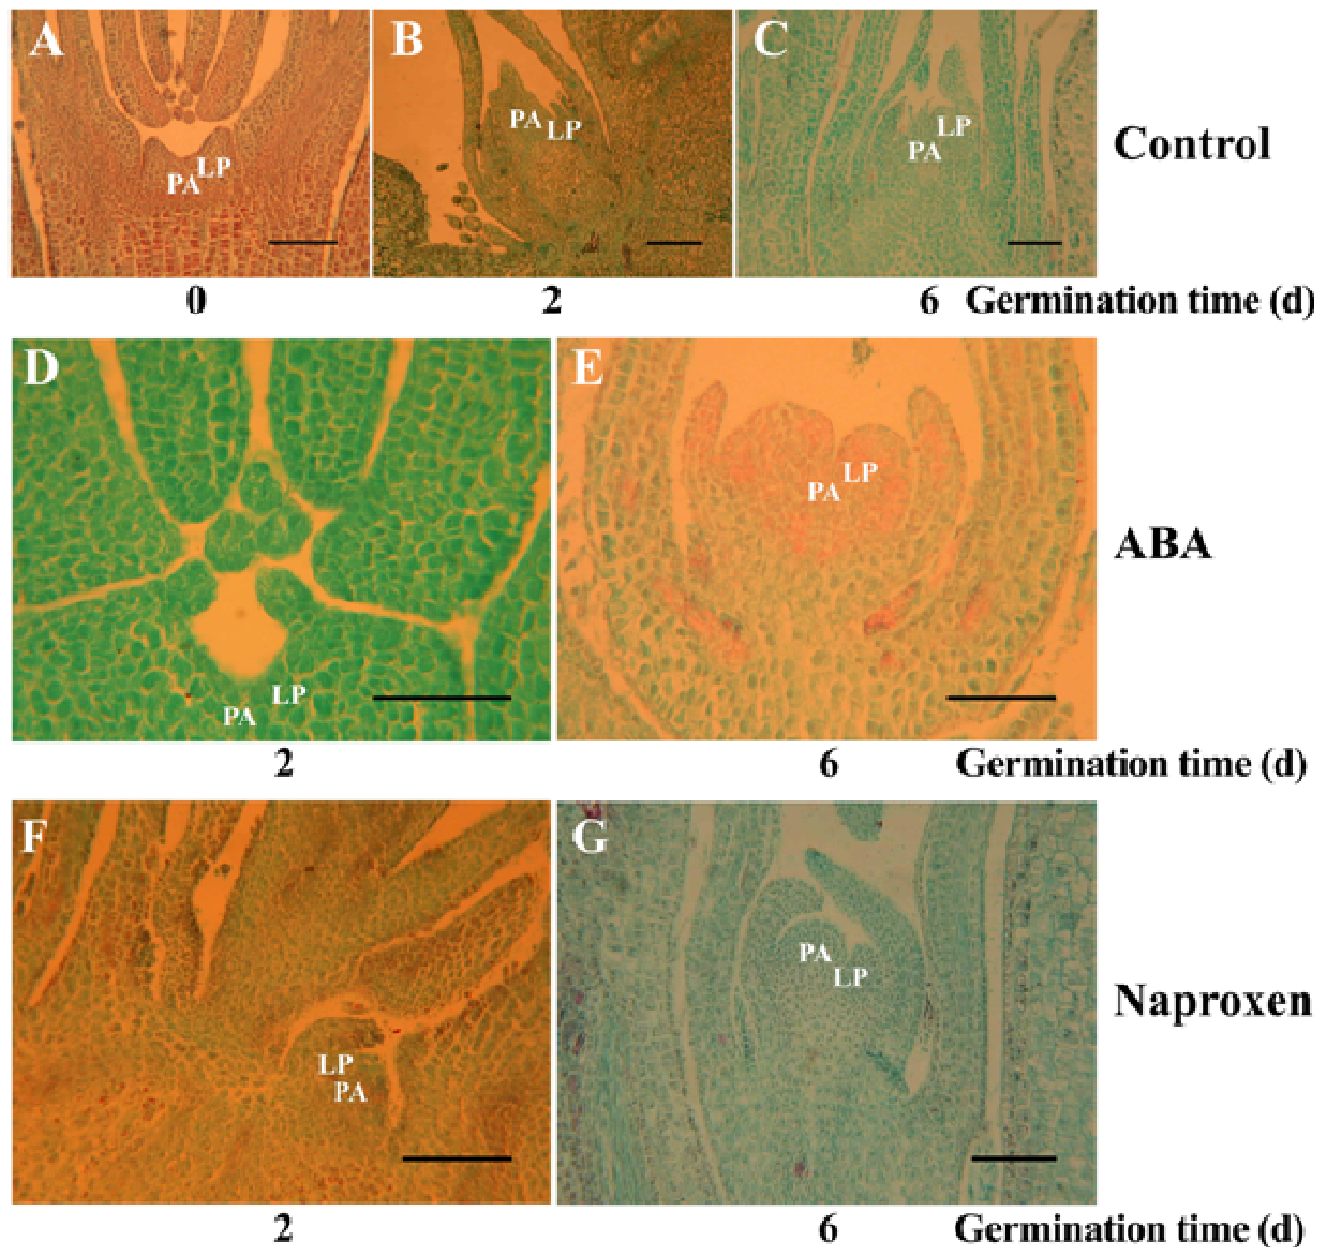 A
B
C
PA LP
PA LP
PA LP
Control
0 2 6 Germination time (d)
D
E
PA LP
PA LP
ABA
2 6 Germination time (d)
F
G
LP
PA
PA
LP
Naproxen
2 6 Germination time (d)